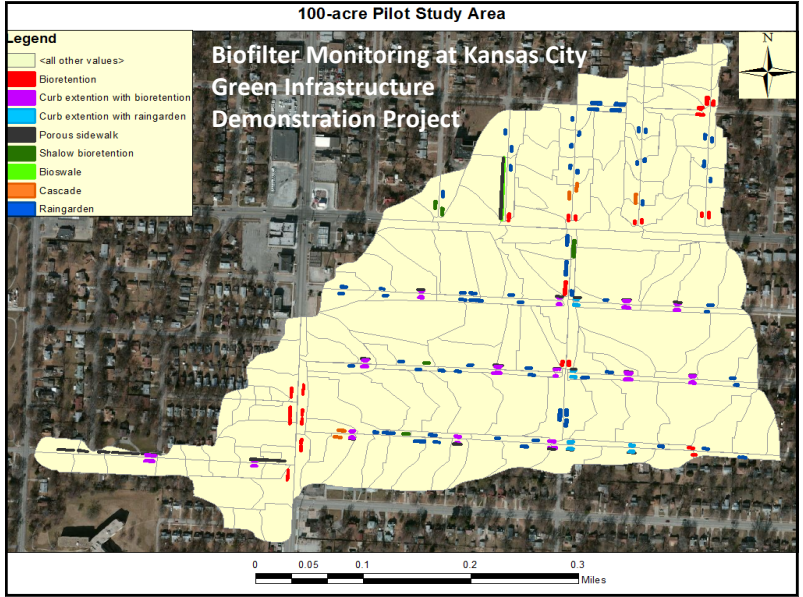 100-acre Pilot Study Area
Legend
<all other values>
Bioretention
Curb extention with bioretention
Curb extention with raingarden
Porous sidewalk
Shalow bioretention
Bioswale
Cascade
Raingarden
Biofilter Monitoring at Kansas City
Green Infrastructure
Demonstration Project
N
0 0.05 0.1 0.2 0.3
Miles